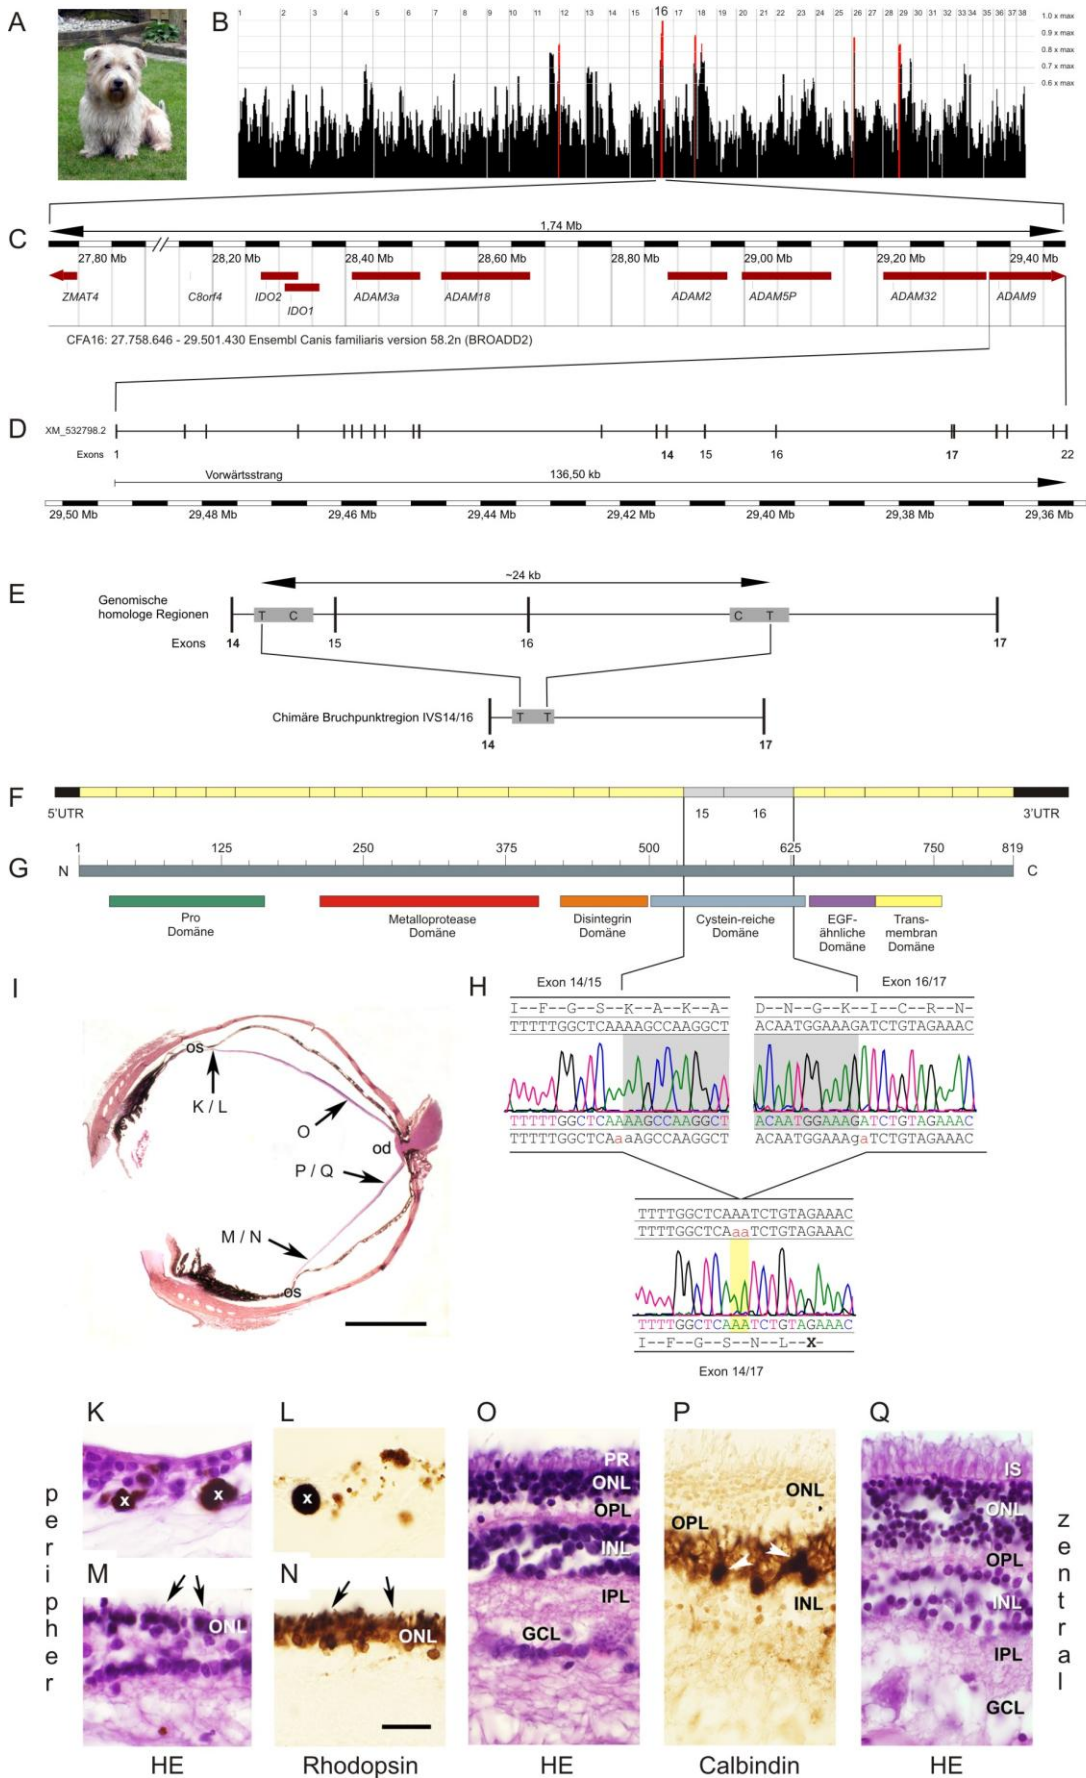 A
B
1 2 3 4 5 6 7 8 9 10 11 12 13 14 15 16 17 18 19 20 21 22 23 24 25 26 27 28 29 30 31 32 33 34 35 36 37 38
1.0 x max
0.9 x max
0.8 x max
0.7 x max
0.6 x max
C
1,74 Mb
27,80 Mb 28,20 Mb 28,40 Mb 28,60 Mb 28,80 Mb 29,00 Mb 29,20 Mb 29,40 Mb
ZMAT4 C8orf4 IDO2 ADAM3a ADAM18 ADAM2 ADAM5P ADAM32 ADAM9
IDO1
CFA16: 27.758.646 - 29.501.430 Ensembl Canis familiaris version 58.2n (BROADD2)
D
XM_532798.2
Exons 1 14 15 16 17 22
Vorwärtsstrang 136,50 kb
29,50 Mb 29,48 Mb 29,46 Mb 29,44 Mb 29,42 Mb 29,40 Mb 29,38 Mb 29,36 Mb
E
~24 kb
Genomische
homologe Regionen T C C T
Exons 14 15 16 17
Chimäre Bruchpunktregion IVS14/16 T T
14 17
F
5'UTR 15 16 3'UTR
G
1 125 250 375 500 625 750 819
N C
Pro
Domäne
Metalloprotease
Domäne
Disintegrin
Domäne
Cystein-reiche
Domäne
EGF-
ähnliche
Domäne
Trans-
membran
Domäne
I
os
K / L
O
od
P / Q
M / N
os
H
Exon 14/15 Exon 16/17
I--F--G--S--K--A--K--A- D--N--G--K--I--C--R--N-
TTTTTGGCTCAAAAGCCAAGGCT ACAATGGAAAGATCTGTAGAAAC
TTTTTGGCTCAAAAGCCAAGGCT ACAATGGAAAGATCTGTAGAAAC
TTTTTGGCTCAaaAGCCAAGGCT ACAATGGAAAgaTCTGTAGAAAC
TTTTGGCTCAAATCTGTAGAAAC
TTTTGGCTCAaaTCTGTAGAAAC
TTTTGGCTCAAATCTGTAGAAAC
I--F--G--S--N--L--X-
Exon 14/17
peripher
K
x x
L
x
M
ONL
N
ONL
O
PR
ONL
OPL
INL
IPL
GCL
P
ONL
OPL
INL
Q
IS
ONL
OPL
INL
IPL
GCL
zentral
HE Rhodopsin HE Calbindin HE